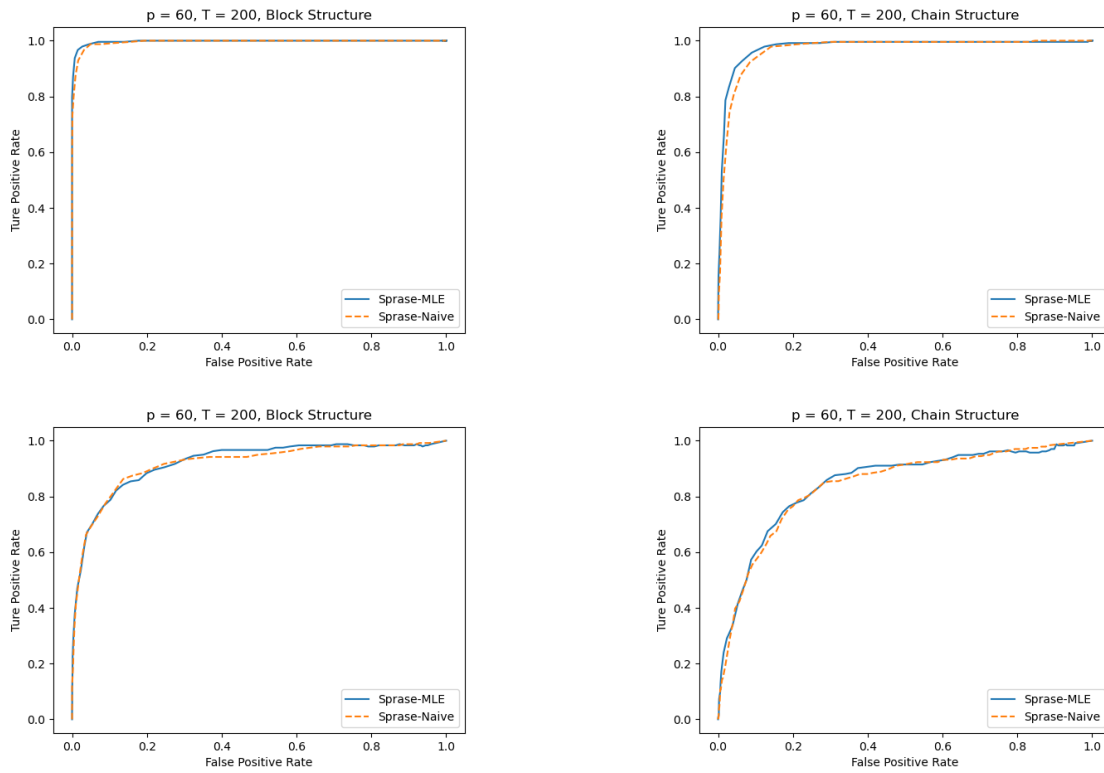 p = 60, T = 200, Block Structure
Ture Positive Rate
1.0
0.8
0.6
0.4
0.2
0.0
Sprase-MLE
Sprase-Naive
0.0 0.2 0.4 0.6 0.8 1.0
False Positive Rate
p = 60, T = 200, Chain Structure
Ture Positive Rate
1.0
0.8
0.6
0.4
0.2
0.0
Sprase-MLE
Sprase-Naive
0.0 0.2 0.4 0.6 0.8 1.0
False Positive Rate
p = 60, T = 200, Block Structure
Ture Positive Rate
1.0
0.8
0.6
0.4
0.2
0.0
Sprase-MLE
Sprase-Naive
0.0 0.2 0.4 0.6 0.8 1.0
False Positive Rate
p = 60, T = 200, Chain Structure
Ture Positive Rate
1.0
0.8
0.6
0.4
0.2
0.0
Sprase-MLE
Sprase-Naive
0.0 0.2 0.4 0.6 0.8 1.0
False Positive Rate